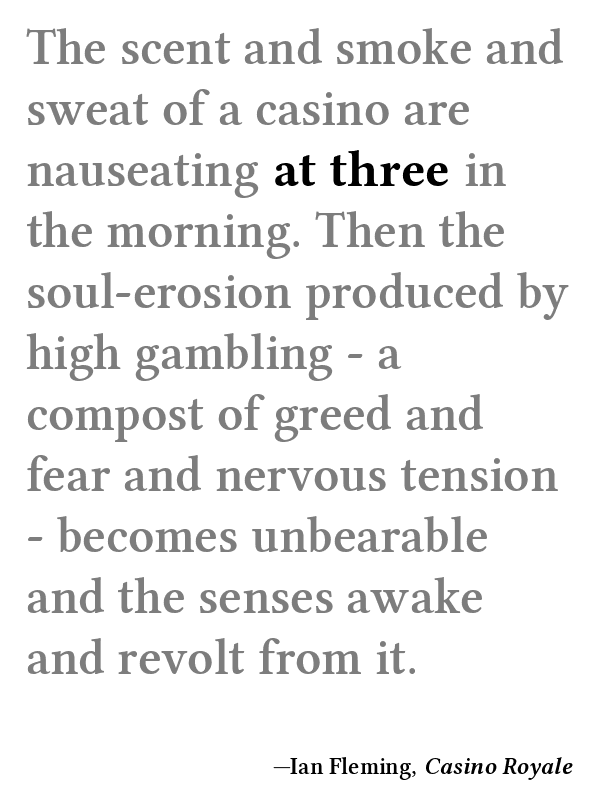 The scent and smoke and
sweat of a casino are
nauseating at three in
the morning. Then the
soul-erosion produced by
high gambling - a
compost of greed and
fear and nervous tension
- becomes unbearable
and the senses awake
and revolt from it.
—Ian Fleming, Casino Royale